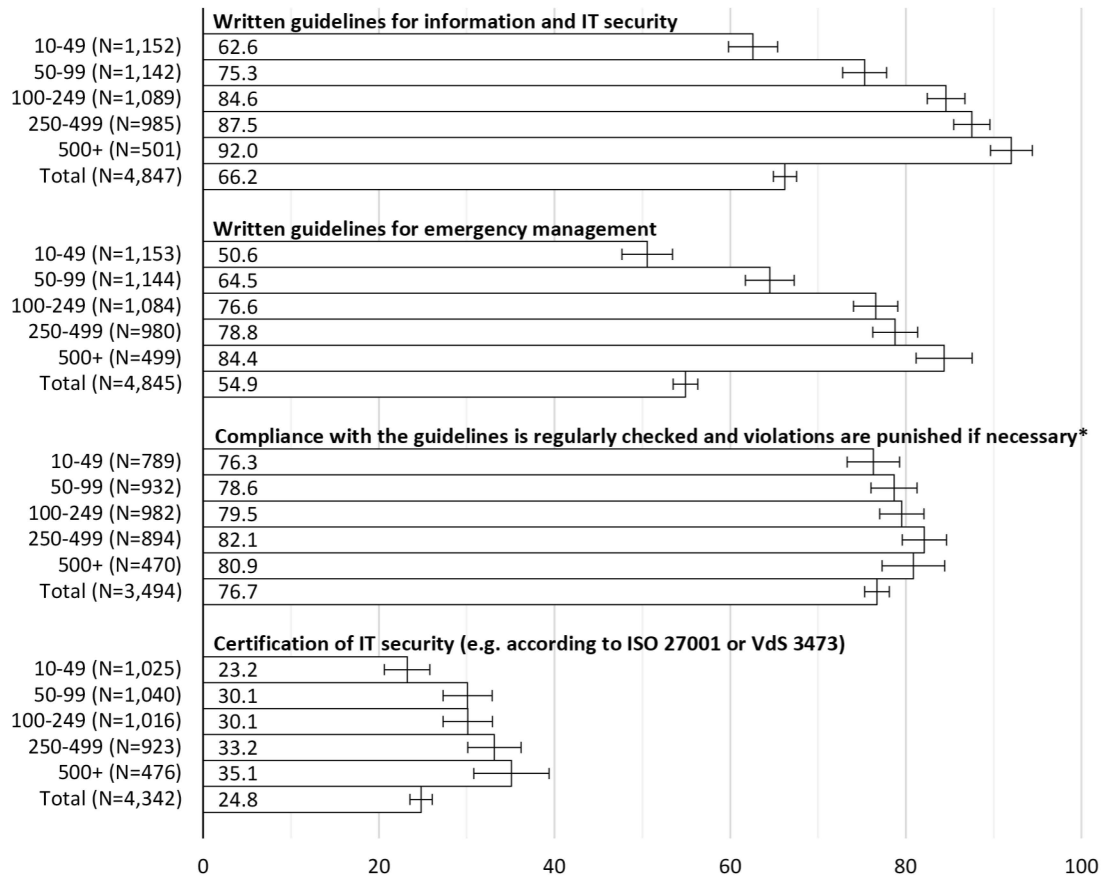 Written guidelines for information and IT security
10-49 (N=1,152) 62.6
50-99 (N=1,142) 75.3
100-249 (N=1,089) 84.6
250-499 (N=985) 87.5
500+ (N=501) 92.0
Total (N=4,847) 66.2
Written guidelines for emergency management
10-49 (N=1,153) 50.6
50-99 (N=1,144) 64.5
100-249 (N=1,084) 76.6
250-499 (N=980) 78.8
500+ (N=499) 84.4
Total (N=4,845) 54.9
Compliance with the guidelines is regularly checked and violations are punished if necessary*
10-49 (N=789) 76.3
50-99 (N=932) 78.6
100-249 (N=982) 79.5
250-499 (N=894) 82.1
500+ (N=470) 80.9
Total (N=3,494) 76.7
Certification of IT security (e.g. according to ISO 27001 or VdS 3473)
10-49 (N=1,025) 23.2
50-99 (N=1,040) 30.1
100-249 (N=1,016) 30.1
250-499 (N=923) 33.2
500+ (N=476) 35.1
Total (N=4,342) 24.8
0 20 40 60 80 100